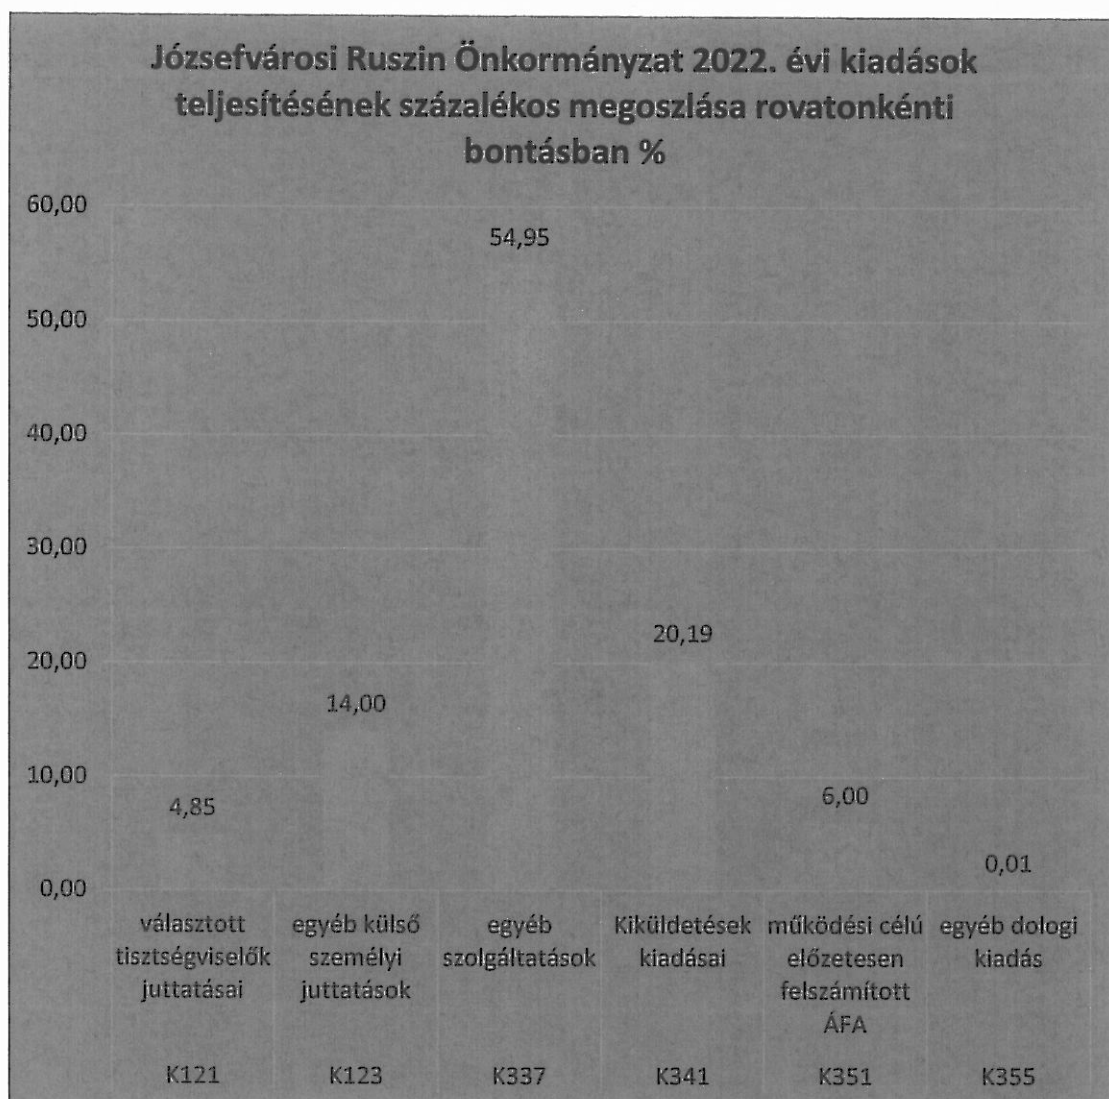 Józsefvárosi Ruszin Önkormányzat 2022. évi kiadások
teljesítésének százalékos megoszlása rovatonkénti
bontásban %
60,00
54,95
50,00
40,00
30,00
20,19
20,00
14,00
10,00
4,85
6,00
0,01
0,00
választott
tisztségviselők
juttatásai
egyéb külső
személyi
juttatások
egyéb
szolgáltatások
Kiküldetések
kiadásai
működési célú
előzetesen
felszámított
ÁFA
egyéb dologi
kiadás
K121 K123 K337 K341 K351 K355